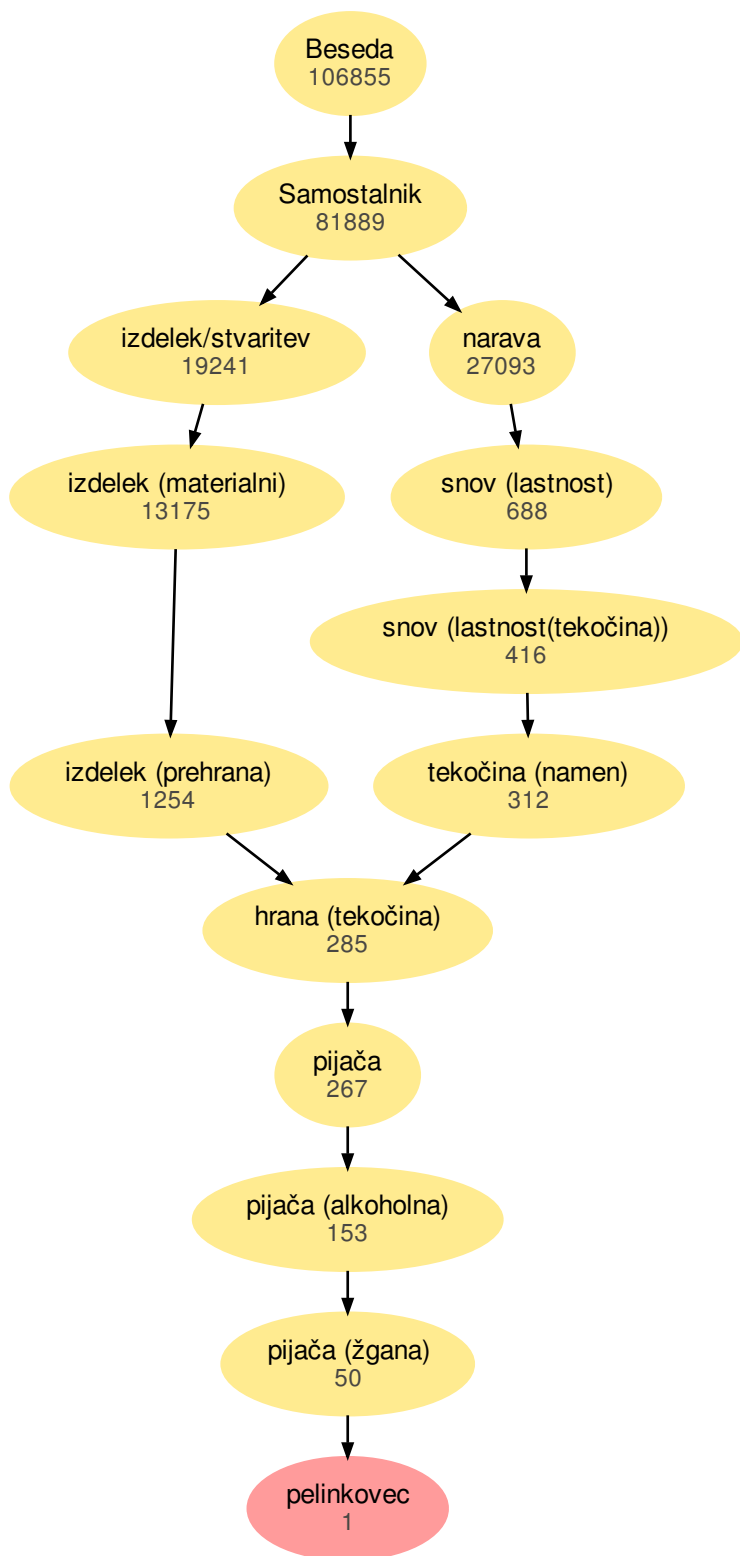 Beseda
106855
Samostalnik
81889
izdelek/stvaritev
19241
narava
27093
izdelek (materialni)
13175
snov (lastnost)
688
snov (lastnost(tekočina))
416
izdelek (prehrana)
1254
tekočina (namen)
312
hrana (tekočina)
285
pijača
267
pijača (alkoholna)
153
pijača (žgana)
50
pelinkovec
1